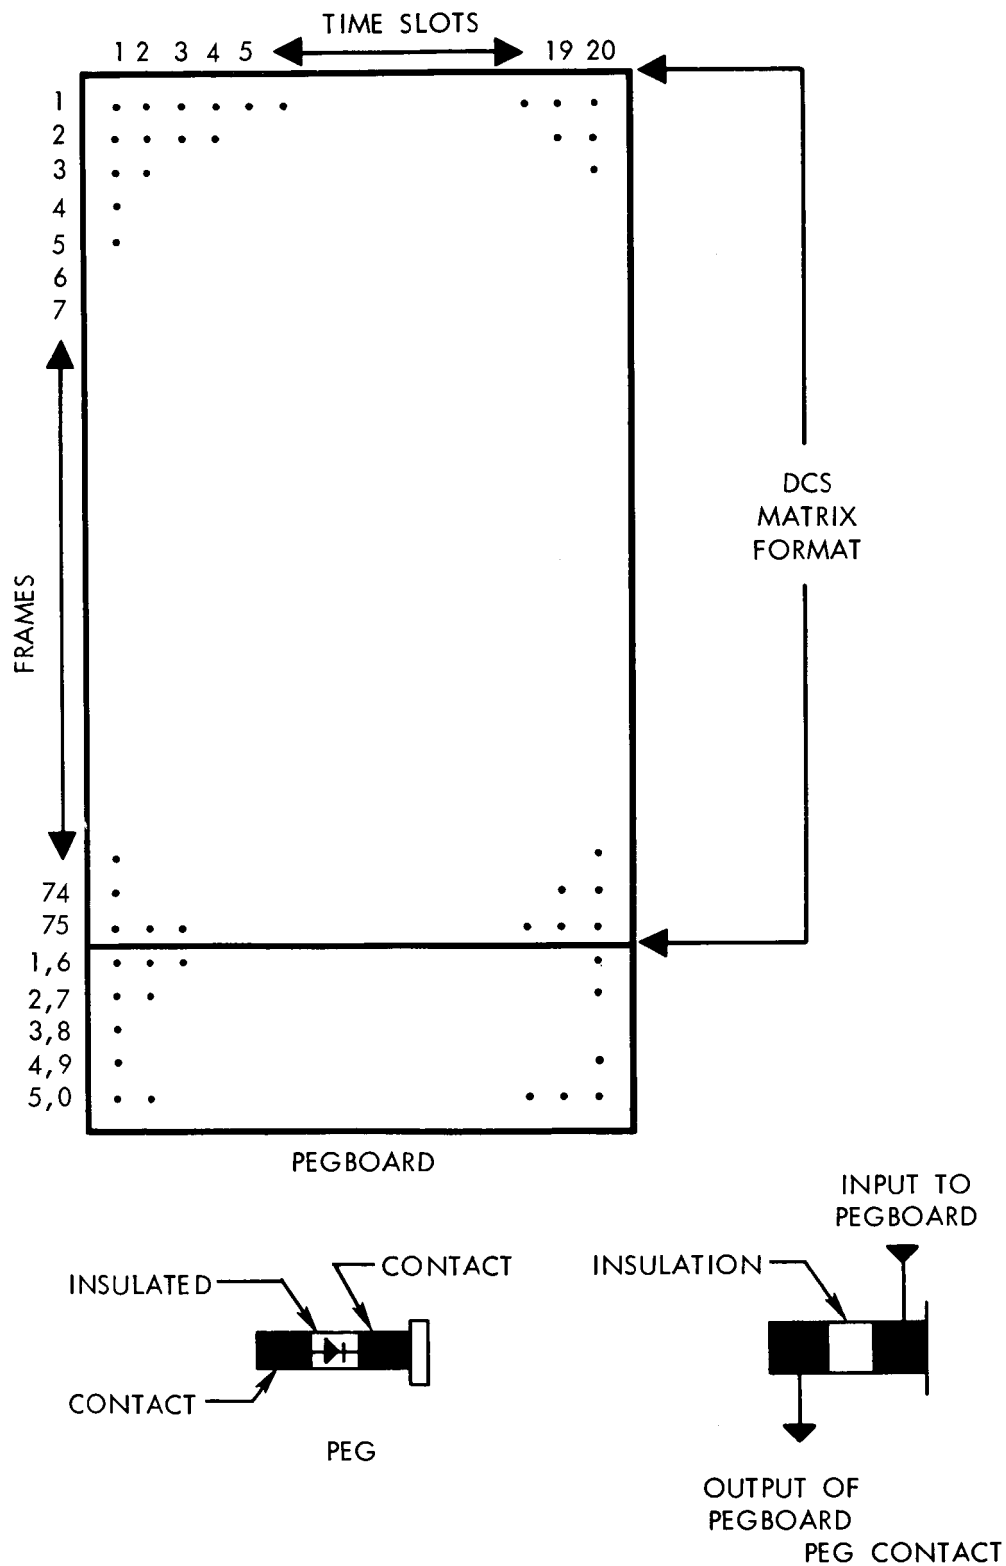 TIME SLOTS
1 2 3 4 5 19 20
1
2
3
4
5
6
7
FRAMES
74
75
1,6
2,7
3,8
4,9
5,0
DCS
MATRIX
FORMAT
PEGBOARD
INPUT TO
PEGBOARD
INSULATED
CONTACT
CONTACT
PEG
INSULATION
OUTPUT OF
PEGBOARD
PEG CONTACT